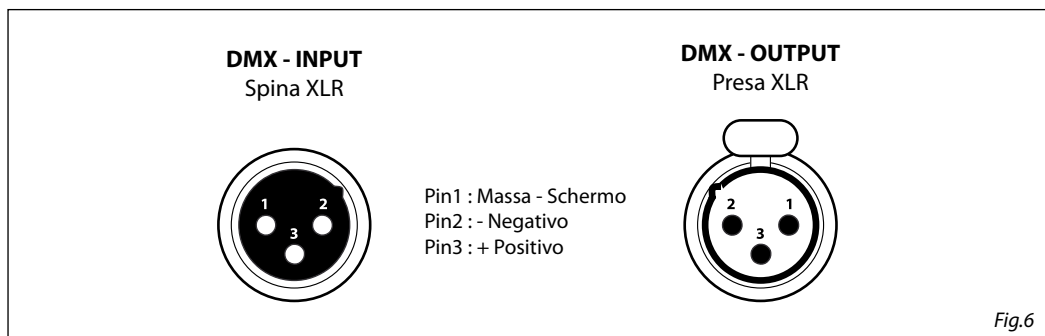 DMX - INPUT
Spina XLR
1
2
3
Pin1 : Massa - Schermo
Pin2 : - Negativo
Pin3 : + Positivo
DMX - OUTPUT
Presa XLR
2
1
3
Fig.6